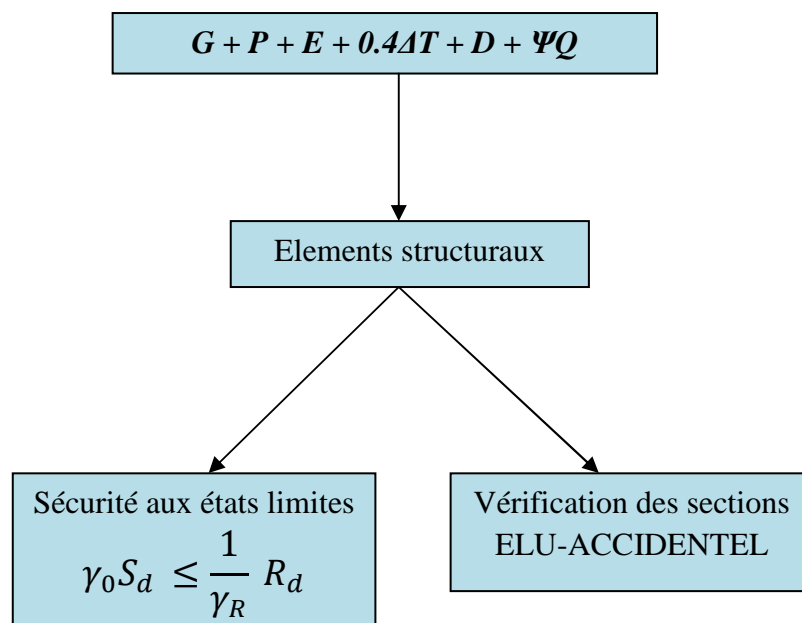 G + P + E + 0.4ΔT + D + ΨQ
Elements structuraux
Sécurité aux états limites
γ₀S_d ≤ 1/γ_R R_d
Vérification des sections
ELU-ACCIDENTEL